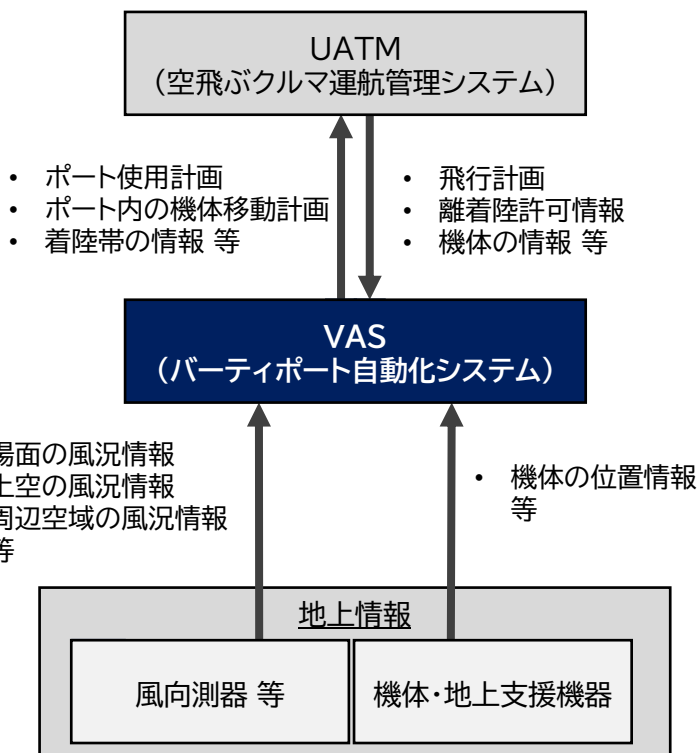 UATM
（空飛ぶクルマ運航管理システム）
• ポート使用計画
• ポート内の機体移動計画
• 着陸帯の情報 等
• 飛行計画
• 離着陸許可情報
• 機体の情報 等
VAS
（バーティポート自動化システム）
場面の風況情報
上空の風況情報
周辺空域の風況情報
等
• 機体の位置情報
等
地上情報
風向測器 等
機体・地上支援機器